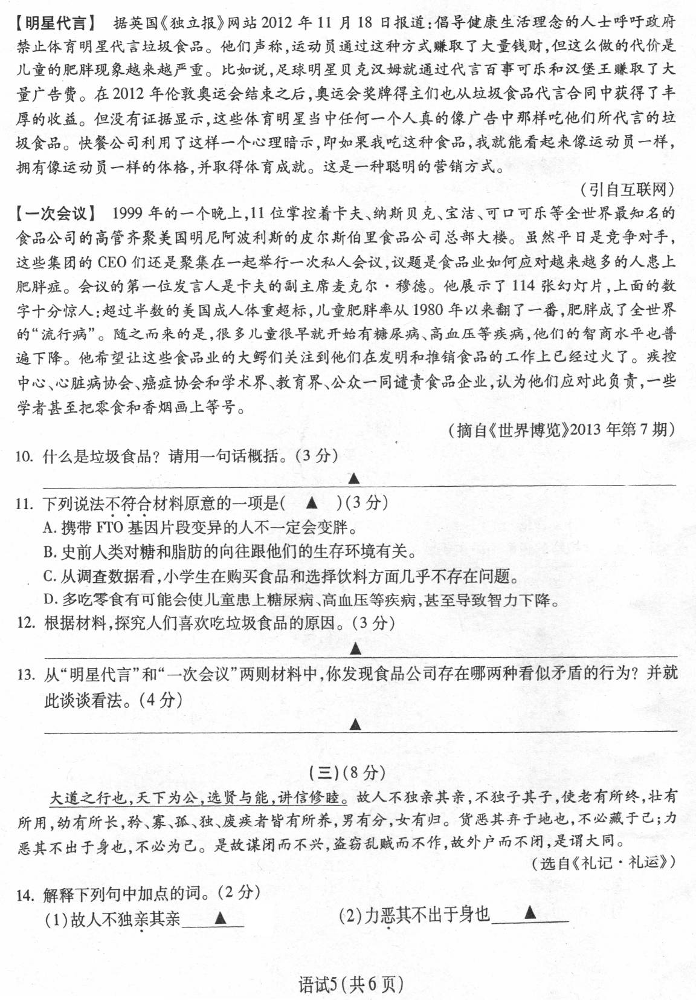 【明星代言】 据英国《独立报》网站2012年11月18日报道:倡导健康生活理念的人士呼吁政府
禁止体育明星代言垃圾食品。他们声称,运动员通过这种方式赚取了大量钱财,但这么做的代价是
儿童的肥胖现象越来越严重。比如说,足球明星贝克汉姆就通过代言百事可乐和汉堡王赚取了大
量广告费。在2012年伦敦奥运会结束之后,奥运会奖牌得主们也从垃圾食品代言合同中获得了丰
厚的收益。但没有证据显示,这些体育明星当中任何一个人真的像广告中那样吃他们所代言的垃
圾食品。快餐公司利用了这样一个心理暗示,即如果我吃这种食品,我就能看起来像运动员一样,
拥有像运动员一样的体格,并取得体育成就。这是一种聪明的营销方式。
(引自互联网)
【一次会议】 1999年的一个晚上,11位掌控着卡夫、纳斯贝克、宝洁、可口可乐等全世界最知名的
食品公司的高管齐聚美国明尼阿波利斯的皮尔斯伯里食品公司总部大楼。虽然平日是竞争对手,
这些集团的CEO们还是聚集在一起举行一次私人会议,议题是食品业如何应对越来越多的人患上
肥胖症。会议的第一位发言人是卡夫的副主席麦克尔·穆德。他展示了114张幻灯片,上面的数
字十分惊人:超过半数的美国成人体重超标,儿童肥胖率从1980年以来翻了一番,肥胖成了全世界
的“流行病”。随之而来的是,很多儿童很早就开始有糖尿病、高血压等疾病,他们的智商水平也普
遍下降。他希望让这些食品业的大鳄们关注到他们在发明和推销食品的工作上已经过火了。疾控
中心、心脏病协会、癌症协会和学术界、教育界、公众一同谴责食品企业,认为他们应对此负责,一些
学者甚至把零食和香烟画上等号。
(摘自《世界博览》2013年第7期)
10. 什么是垃圾食品?请用一句话概括。(3分)
▲
11. 下列说法不符合材料原意的一项是( ▲ )(3分)
A. 携带FTO基因片段变异的人不一定会变胖。
B. 史前人类对糖和脂肪的向往跟他们的生存环境有关。
C. 从调查数据看,小学生在购买食品和选择饮料方面几乎不存在问题。
D. 多吃零食有可能会使儿童患上糖尿病、高血压等疾病,甚至导致智力下降。
12. 根据材料,探究人们喜欢吃垃圾食品的原因。(3分)
▲
13. 从“明星代言”和“一次会议”两则材料中,你发现食品公司存在哪两种看似矛盾的行为?并就
此谈谈看法。(4分)
▲
(三)(8分)
大道之行也,天下为公,选贤与能,讲信修睦。故人不独亲其亲,不独子其子,使老有所终,壮有
所用,幼有所长,矜、寡、孤、独、废疾者皆有所养,男有分,女有归。货恶其弃于地也,不必藏于己;力
恶其不出于身也,不必为己。是故谋闭而不兴,盗窃乱贼而不作,故外户而不闭,是谓大同。
(选自《礼记·礼运》)
14. 解释下列句中加点的词。(2分)
(1)故人不独亲其亲 ▲ (2)力恶其不出于身也 ▲
语试5(共6页)